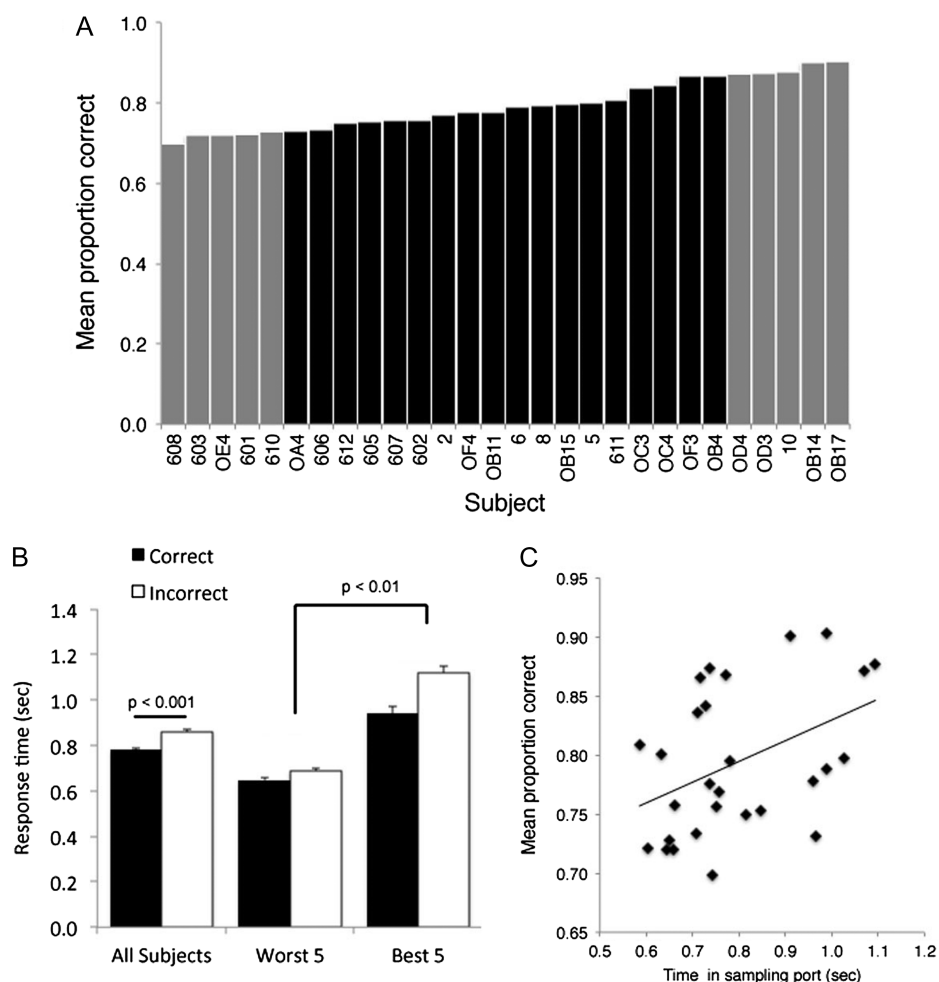 A
Mean proportion correct
1.0
0.8
0.6
0.4
0.2
0.0
608 603 OE4 601 610 OA4 606 612 605 607 602 2 OF4 OB11 6 8 OB15 5 611 OC3 OC4 OF3 OB4 OD4 OD3 10 OB14 OB17
Subject
B
Correct
Incorrect
Response time (sec)
1.4
1.2
1.0
0.8
0.6
0.4
0.2
0.0
p < 0.001
p < 0.01
All Subjects Worst 5 Best 5
C
Mean proportion correct
0.95
0.90
0.85
0.80
0.75
0.70
0.65
0.5 0.6 0.7 0.8 0.9 1.0 1.1 1.2
Time in sampling port (sec)